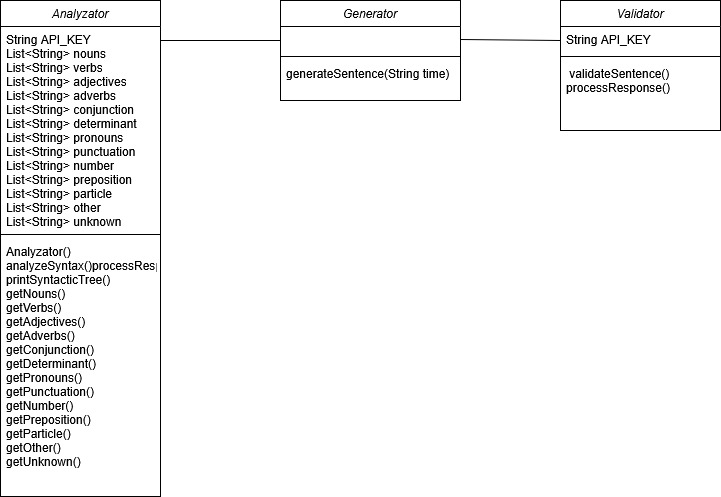 Analyzator
String API_KEY
List<String> nouns
List<String> verbs
List<String> adjectives
List<String> adverbs
List<String> conjunction
List<String> determinant
List<String> pronouns
List<String> punctuation
List<String> number
List<String> preposition
List<String> particle
List<String> other
List<String> unknown
Analyzator()
analyzeSyntax()processResp
printSyntacticTree()
getNouns()
getVerbs()
getAdjectives()
getAdverbs()
getConjunction()
getDeterminant()
getPronouns()
getPunctuation()
getNumber()
getPreposition()
getParticle()
getOther()
getUnknown()
Generator
generateSentence(String time)
Validator
String API_KEY
validateSentence()
processResponse()